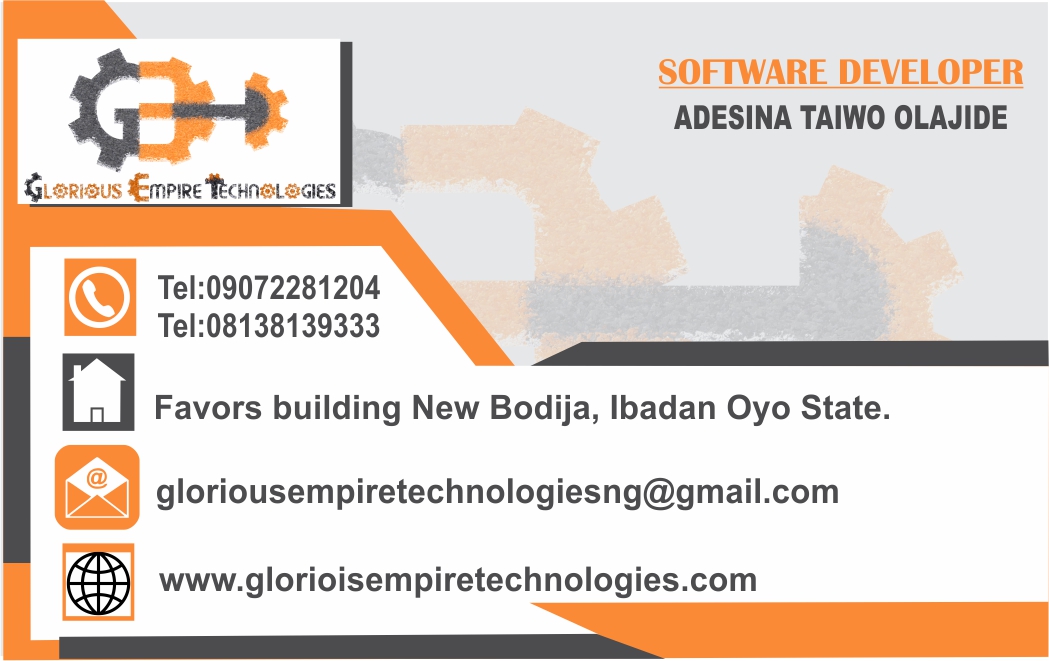 GLORIOUS EMPIRE TECHNOLOGIES
SOFTWARE DEVELOPER
ADESINA TAIWO OLAJIDE
Tel:09072281204
Tel:08138139333
Favors building New Bodija, Ibadan Oyo State.
@
gloriousempiretechnologiesng@gmail.com
www.glorioisempiretechnologies.com